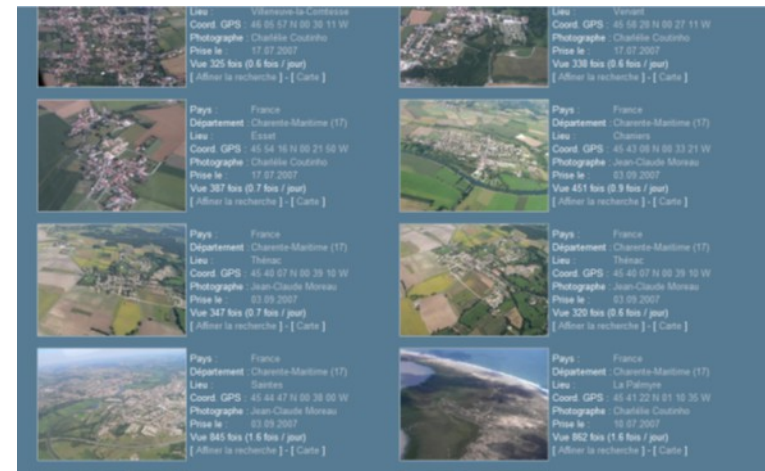 Lieu : Villeneuve-la-Comtesse
Coord. GPS : 46 05 57 N 00 30 11 W
Photographe : Charlélie Coutinho
Prise le : 17.07.2007
Vue 325 fois (0.6 fois / jour)
[ Affiner la recherche ] - [ Carte ]
Lieu : Vervant
Coord. GPS : 45 58 28 N 00 27 11 W
Photographe : Charlélie Coutinho
Prise le : 17.07.2007
Vue 338 fois (0.6 fois / jour)
[ Affiner la recherche ] - [ Carte ]
Pays : France
Département : Charente-Maritime (17)
Lieu : Esset
Coord. GPS : 45 54 16 N 00 21 50 W
Photographe : Charlélie Coutinho
Prise le : 17.07.2007
Vue 387 fois (0.7 fois / jour)
[ Affiner la recherche ] - [ Carte ]
Pays : France
Département : Charente-Maritime (17)
Lieu : Chaniers
Coord. GPS : 45 43 08 N 00 33 21 W
Photographe : Jean-Claude Moreau
Prise le : 03.09.2007
Vue 451 fois (0.9 fois / jour)
[ Affiner la recherche ] - [ Carte ]
Pays : France
Département : Charente-Maritime (17)
Lieu : Thénac
Coord. GPS : 45 40 07 N 00 39 10 W
Photographe : Jean-Claude Moreau
Prise le : 03.09.2007
Vue 347 fois (0.7 fois / jour)
[ Affiner la recherche ] - [ Carte ]
Pays : France
Département : Charente-Maritime (17)
Lieu : Thénac
Coord. GPS : 45 40 07 N 00 39 10 W
Photographe : Jean-Claude Moreau
Prise le : 03.09.2007
Vue 320 fois (0.6 fois / jour)
[ Affiner la recherche ] - [ Carte ]
Pays : France
Département : Charente-Maritime (17)
Lieu : Saintes
Coord. GPS : 45 44 47 N 00 38 00 W
Photographe : Jean-Claude Moreau
Prise le : 03.09.2007
Vue 845 fois (1.6 fois / jour)
[ Affiner la recherche ] - [ Carte ]
Pays : France
Département : Charente-Maritime (17)
Lieu : La Palmyre
Coord. GPS : 45 41 22 N 01 10 35 W
Photographe : Charlélie Coutinho
Prise le : 10.07.2007
Vue 862 fois (1.6 fois / jour)
[ Affiner la recherche ] - [ Carte ]